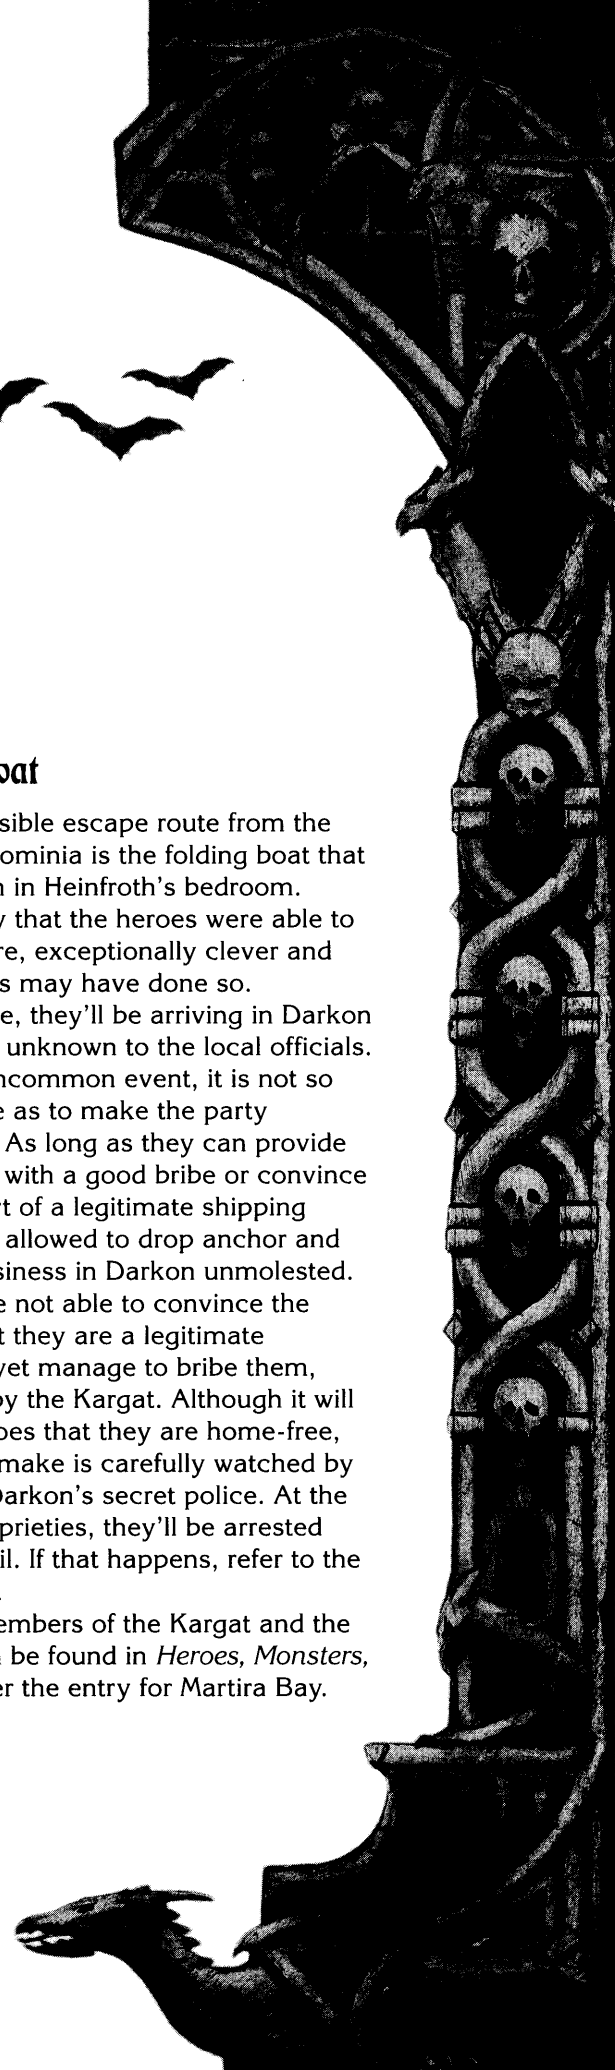 oat
sible escape route from the
ominia is the folding boat that
in Heinfroth's bedroom.
y that the heroes were able to
re, exceptionally clever and
s may have done so.
e, they'll be arriving in Darkon
unknown to the local officials.
ncommon event, it is not so
e as to make the party
As long as they can provide
with a good bribe or convince
rt of a legitimate shipping
allowed to drop anchor and
siness in Darkon unmolested.
e not able to convince the
t they are a legitimate
yet manage to bribe them,
by the Kargat. Although it will
oes that they are home-free,
make is carefully watched by
Darkon's secret police. At the
prieties, they'll be arrested
il. If that happens, refer to the
.
embers of the Kargat and the
be found in Heroes, Monsters,
er the entry for Martira Bay.